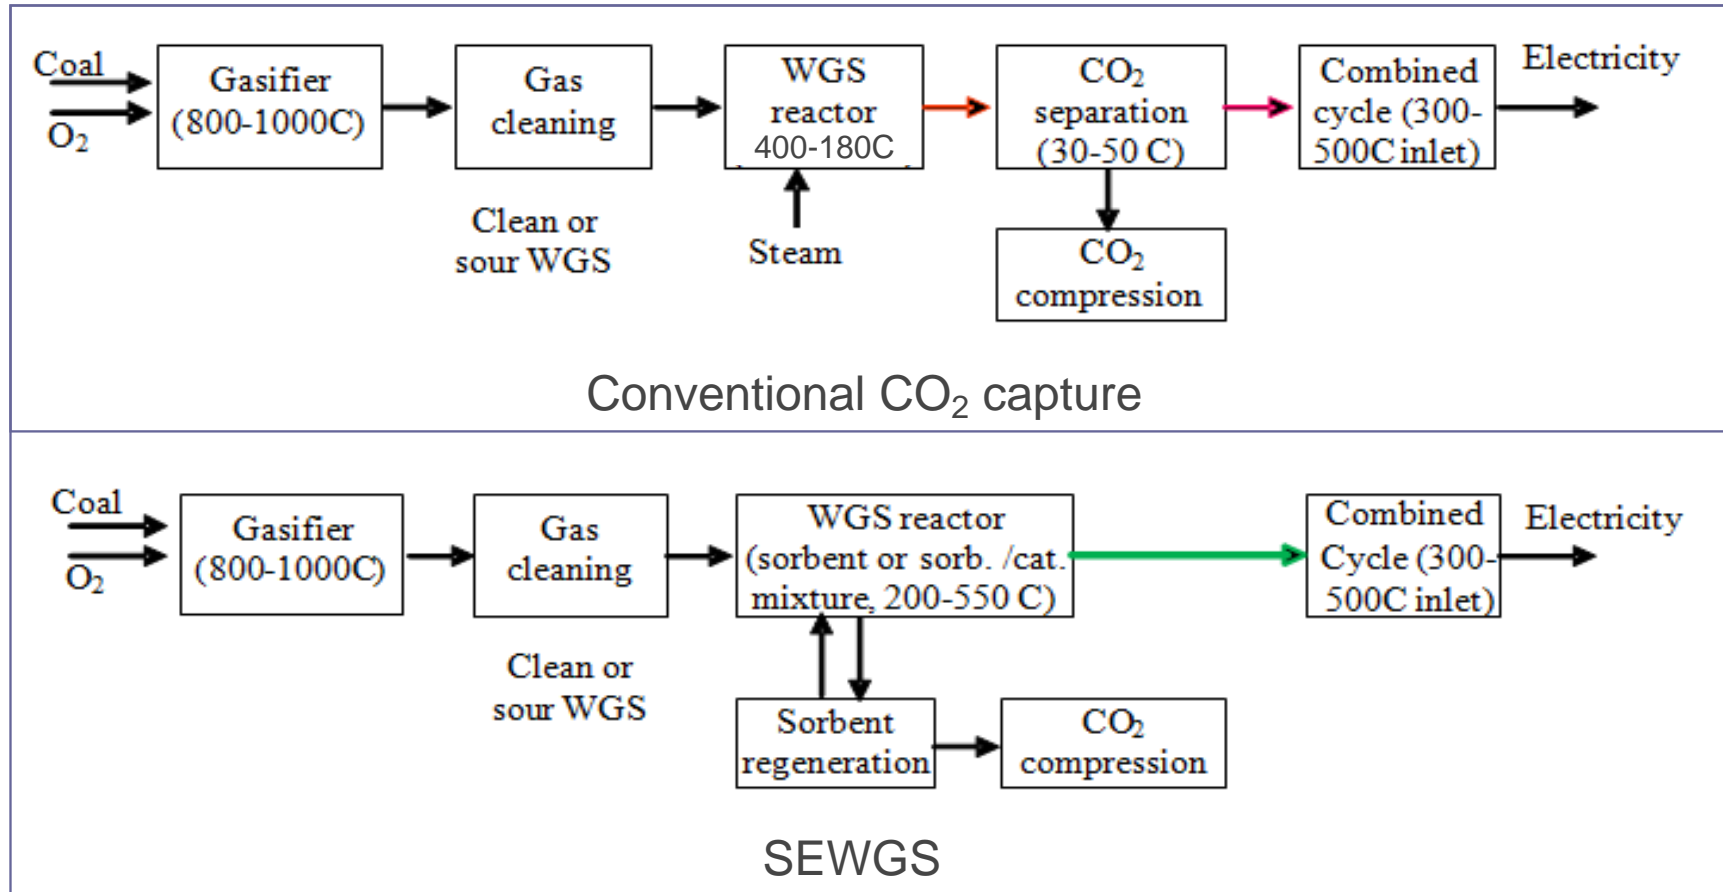 Coal
O₂
Gasifier
(800-1000C)
Gas
cleaning
Clean or
sour WGS
WGS
reactor
400-180C
Steam
CO₂
separation
(30-50 C)
CO₂
compression
Combined
cycle (300-
500C inlet)
Electricity
Conventional CO₂ capture
Coal
O₂
Gasifier
(800-1000C)
Gas
cleaning
Clean or
sour WGS
WGS reactor
(sorbent or sorb. /cat.
mixture, 200-550 C)
Sorbent
regeneration
CO₂
compression
Combined
Cycle (300-
500C inlet)
Electricity
SEWGS